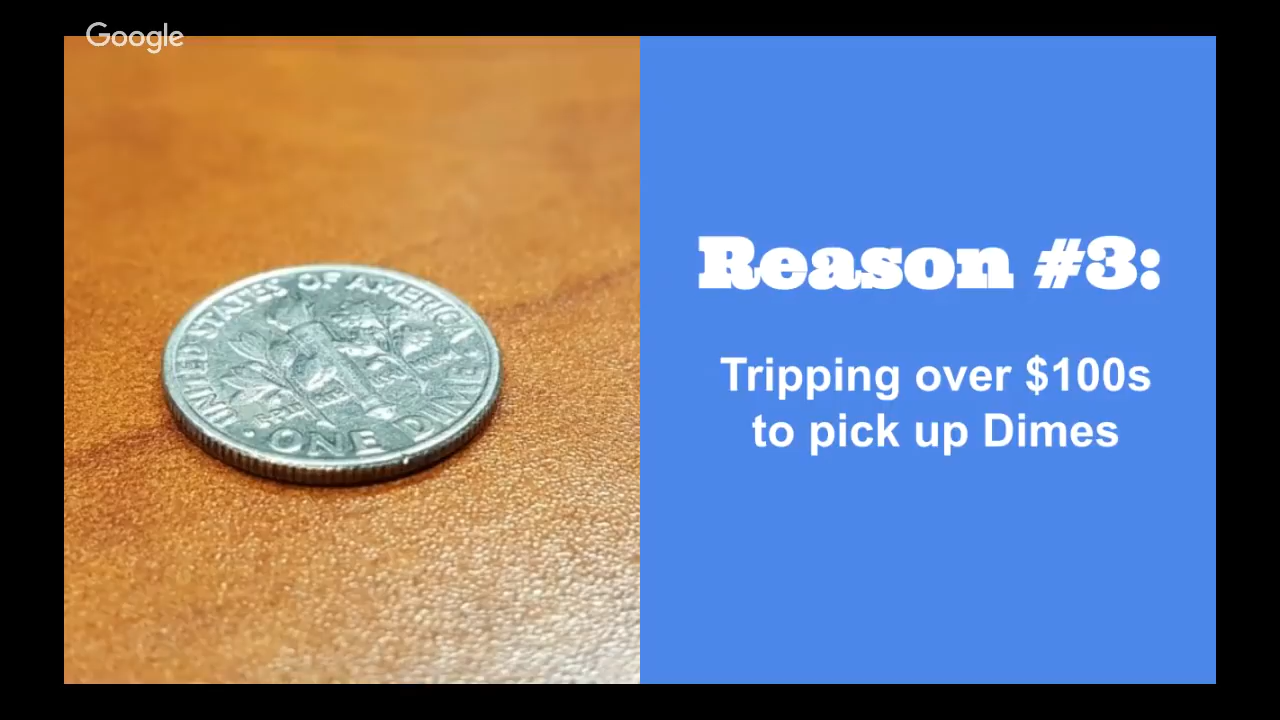 Google
Reason #3:
Tripping over $100s
to pick up Dimes
UNITED STATES OF AMERICA
ONE DIME